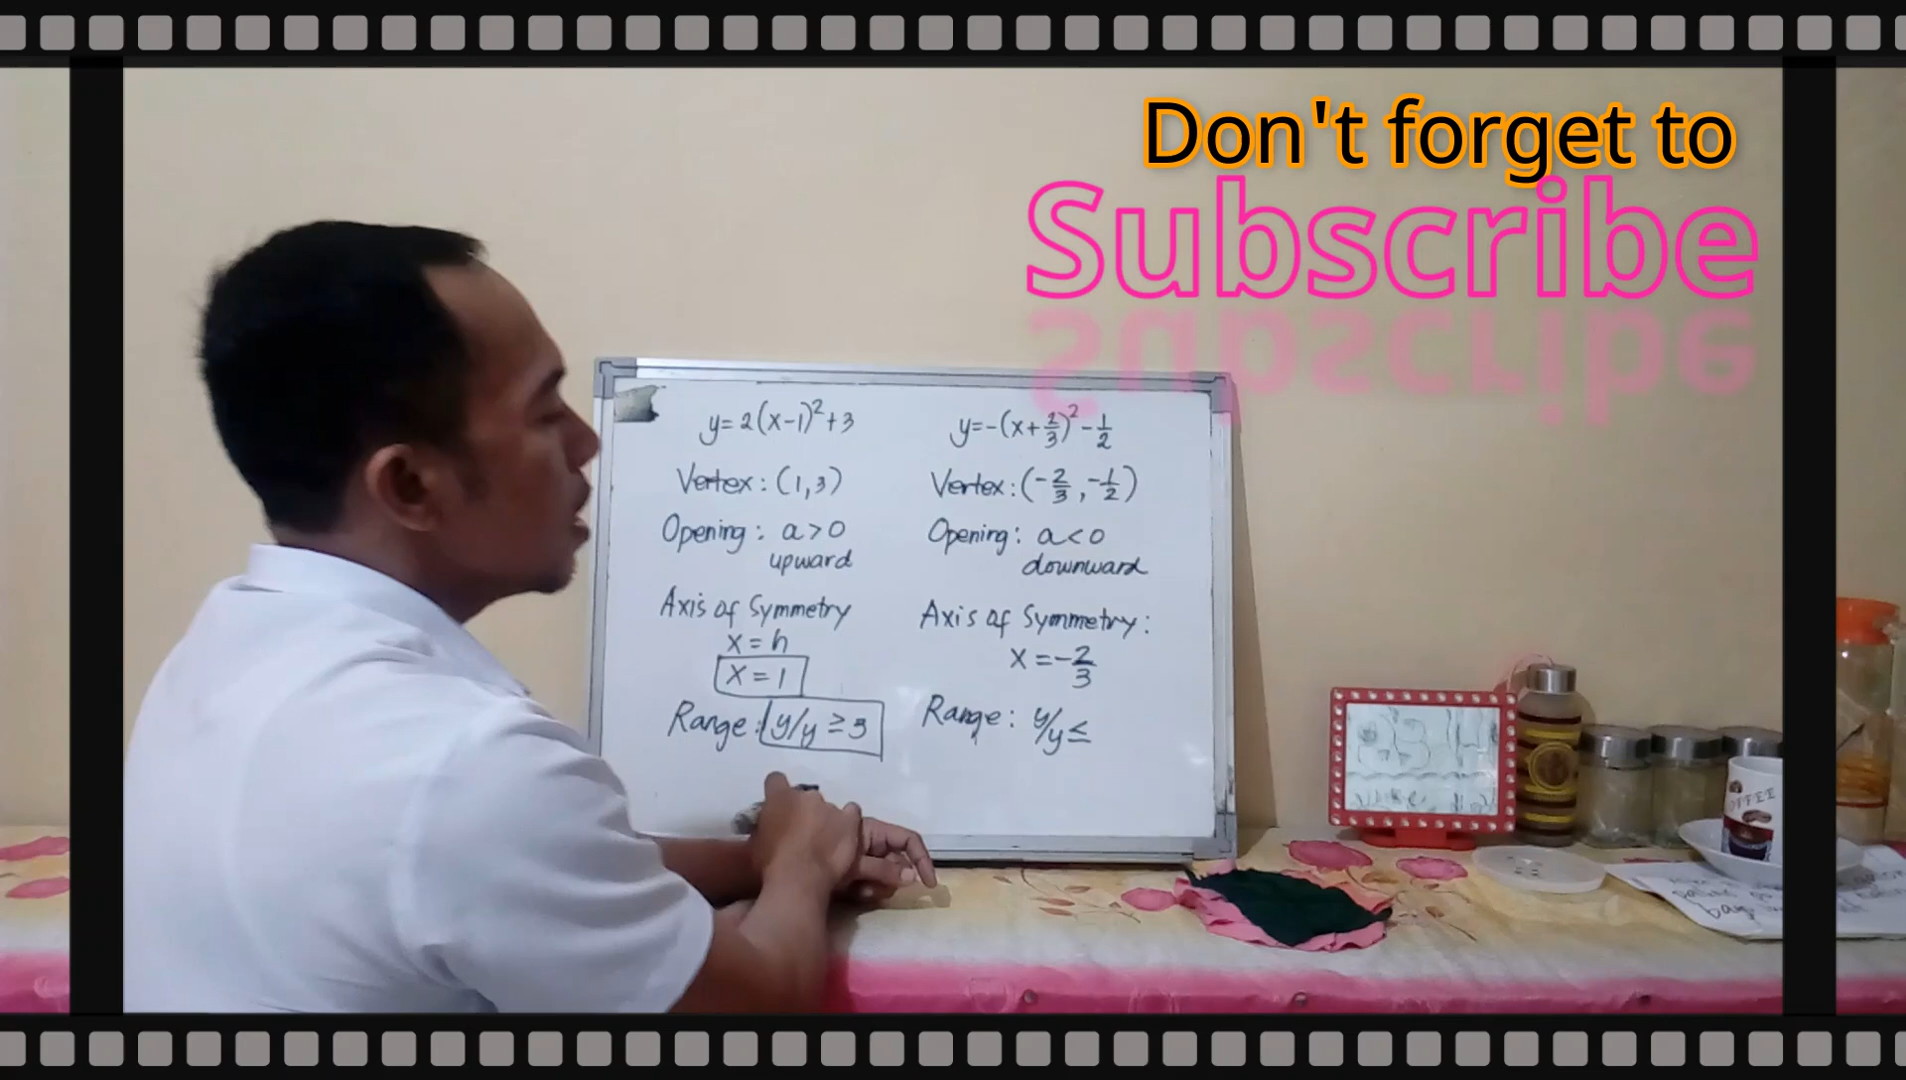 Don't forget to
Subscribe
y=2(x-1)²+3
Vertex: (1,3)
Opening: a>0
upward
Axis of Symmetry
x=h
x=1
Range: y/y≥3
y=-(x+2/3)²-1/2
Vertex:(-2/3,-1/2)
Opening: a<0
downward
Axis of Symmetry:
x=-2/3
Range: y/y≤